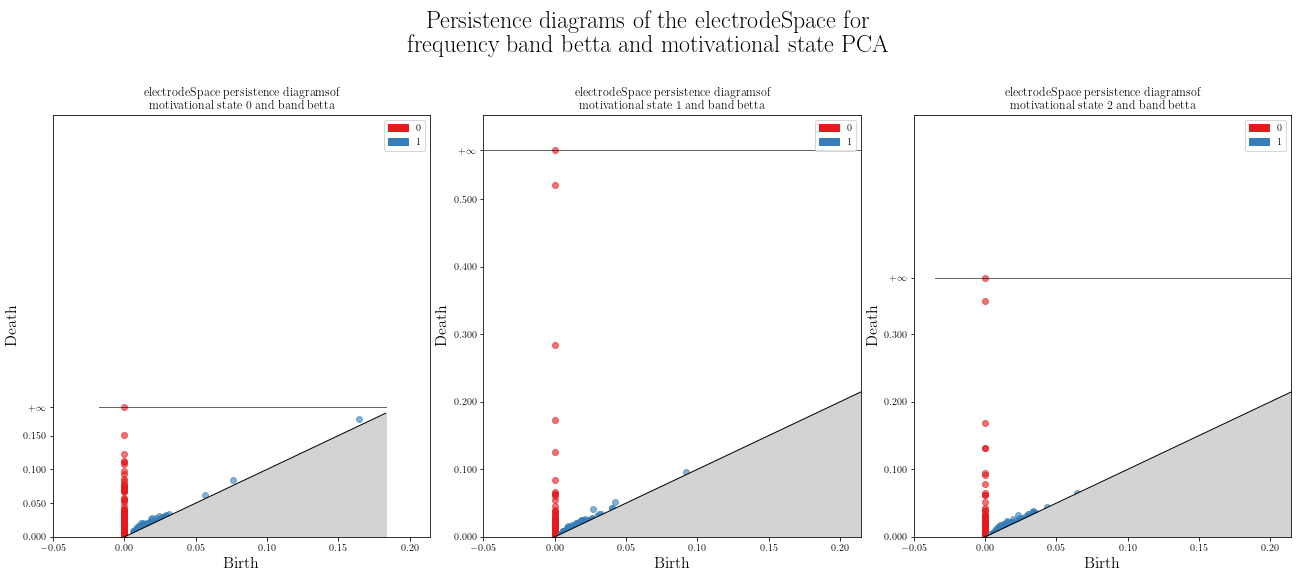 Persistence diagrams of the electrodeSpace for
frequency band betta and motivational state PCA
electrodeSpace persistence diagramsof
motivational state 0 and band betta
0
1
+∞
0.150
0.100
0.050
0.000
−0.05
0.00
0.05
0.10
0.15
0.20
Death
Birth
electrodeSpace persistence diagramsof
motivational state 1 and band betta
0
1
+∞
0.500
0.400
0.300
0.200
0.100
0.000
−0.05
0.00
0.05
0.10
0.15
0.20
Death
Birth
electrodeSpace persistence diagramsof
motivational state 2 and band betta
0
1
+∞
0.300
0.200
0.100
0.000
−0.05
0.00
0.05
0.10
0.15
0.20
Death
Birth